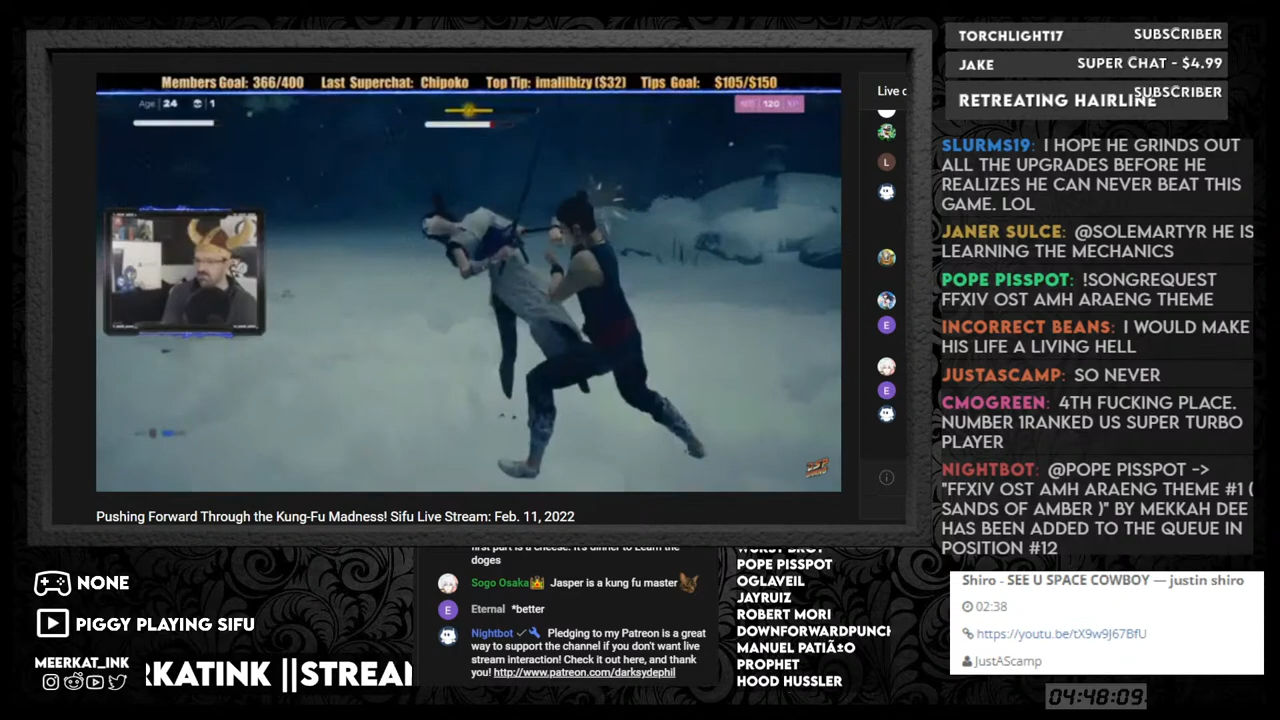 Members Goal: 366/400 Last Superchat: Chipoko Top Tip: imalilbizy ($32) Tips Goal: $105/$150
Age 24 1
120 XP
Live c
L
E
E
Pushing Forward Through the Kung-Fu Madness! Sifu Live Stream: Feb. 11, 2022
TORCHLIGHT17 SUBSCRIBER
JAKE SUPER CHAT - $4.99
RETREATING HAIRLINE SUBSCRIBER
SLURMS19: I HOPE HE GRINDS OUT
ALL THE UPGRADES BEFORE HE
REALIZES HE CAN NEVER BEAT THIS
GAME. LOL
JANER SULCE: @SOLEMARTYR HE IS
LEARNING THE MECHANICS
POPE PISSPOT: !SONGREQUEST
FFXIV OST AMH ARAENG THEME
INCORRECT BEANS: I WOULD MAKE
HIS LIFE A LIVING HELL
JUSTASCAMP: SO NEVER
CMOGREEN: 4TH FUCKING PLACE.
NUMBER 1RANKED US SUPER TURBO
PLAYER
NIGHTBOT: @POPE PISSPOT ->
"FFXIV OST AMH ARAENG THEME #1 (
SANDS OF AMBER )" BY MEKKAH DEE
HAS BEEN ADDED TO THE QUEUE IN
POSITION #12
NONE
PIGGY PLAYING SIFU
MEERKAT_INK
RKATINK || STREAM
first part is a cheese. It's dinner to Learn the
doges
Sogo Osaka Jasper is a kung fu master
E Eternal *better
Nightbot Pledging to my Patreon is a great
way to support the channel if you don't want live
stream interaction! Check it out here, and thank
you! http://www.patreon.com/darksydephil
WORST BROT
POPE PISSPOT
OGLAVEIL
JAYRUIZ
ROBERT MORI
DOWNFORWARDPUNCH
MANUEL PATIÃ±O
PROPHET
HOOD HUSSLER
Shiro - SEE U SPACE COWBOY — justin shiro
02:38
https://youtu.be/tX9w9J67BfU
JustAScamp
04:48:09